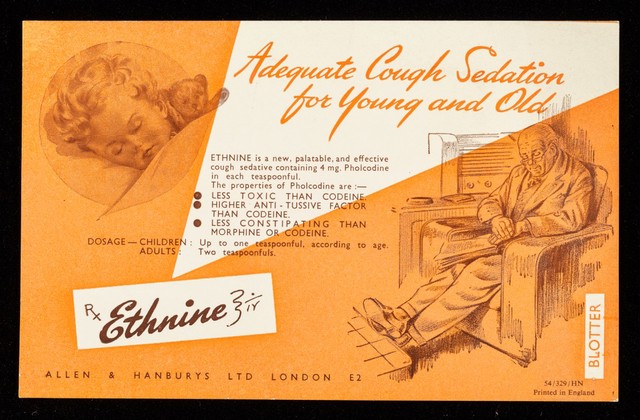 Adequate Cough Sedation
for Young and Old
ETHNINE is a new, palatable, and effective
cough sedative containing 4 mg. Pholcodine
in each teaspoonful.
The properties of Pholcodine are :—
LESS TOXIC THAN CODEINE
HIGHER ANTI-TUSSIVE FACTOR
THAN CODEINE.
LESS CONSTIPATING THAN
MORPHINE OR CODEINE.
DOSAGE — CHILDREN : Up to one teaspoonful, according to age.
ADULTS : Two teaspoonfuls.
Rx Ethnine
ALLEN & HANBURYS LTD LONDON E2
BLOTTER
54/329/HN
Printed in England